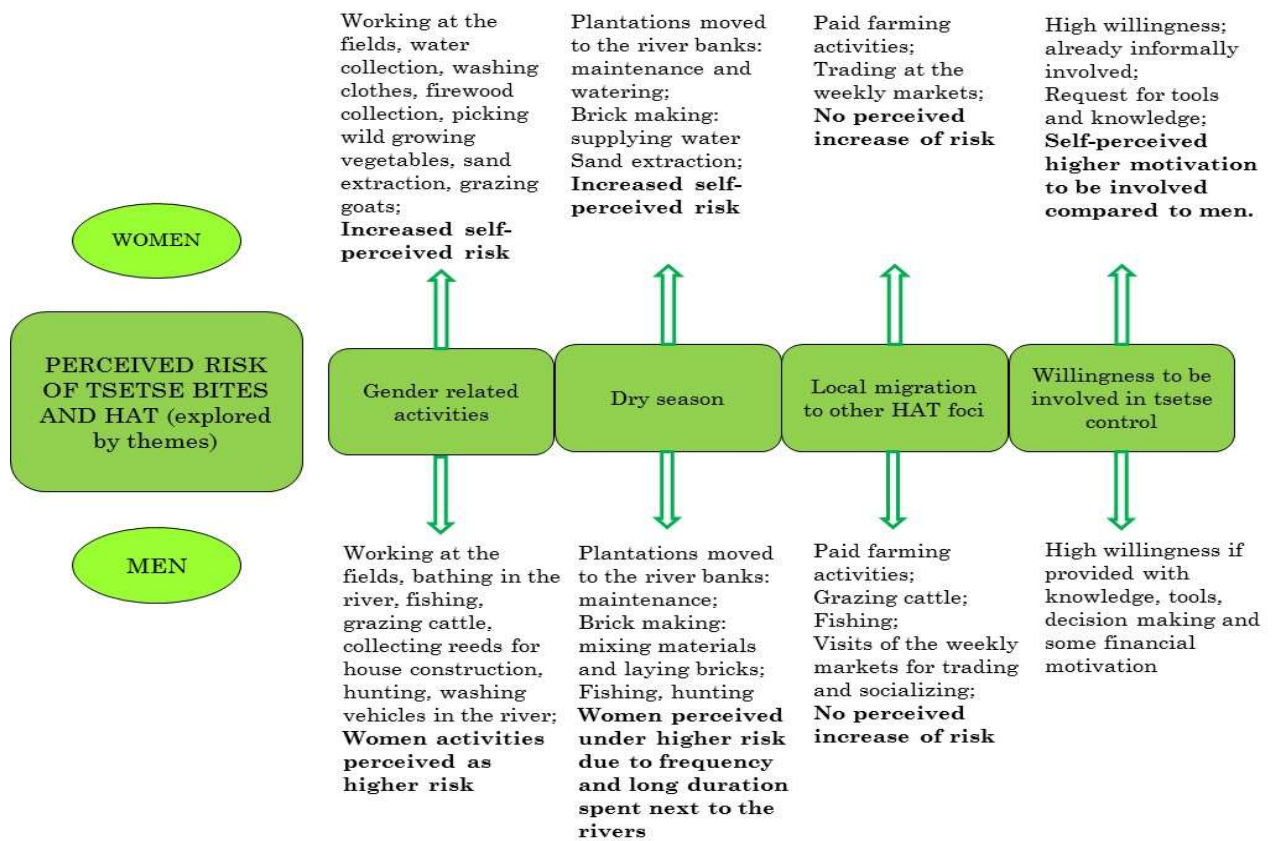 Working at the
fields, water
collection, washing
clothes, firewood
collection, picking
wild growing
vegetables, sand
extraction, grazing
goats;
Increased self-
perceived risk
Plantations moved
to the river banks:
maintenance and
watering;
Brick making:
supplying water
Sand extraction;
Increased self-
perceived risk
Paid farming
activities;
Trading at the
weekly markets;
No perceived
increase of risk
High willingness;
already informally
involved;
Request for tools
and knowledge;
Self-perceived
higher motivation
to be involved
compared to men.
WOMEN
PERCEIVED RISK
OF TSETSE BITES
AND HAT (explored
by themes)
Gender related
activities
Dry season
Local migration
to other HAT foci
Willingness to be
involved in tsetse
control
MEN
Working at the
fields, bathing in the
river, fishing,
grazing cattle,
collecting reeds for
house construction,
hunting, washing
vehicles in the river;
Women activities
perceived as
higher risk
Plantations moved
to the river banks:
maintenance;
Brick making:
mixing materials
and laying bricks;
Fishing, hunting
Women perceived
under higher risk
due to frequency
and long duration
spent next to the
rivers
Paid farming
activities;
Grazing cattle;
Fishing;
Visits of the weekly
markets for trading
and socializing;
No perceived
increase of risk
High willingness if
provided with
knowledge, tools,
decision making and
some financial
motivation